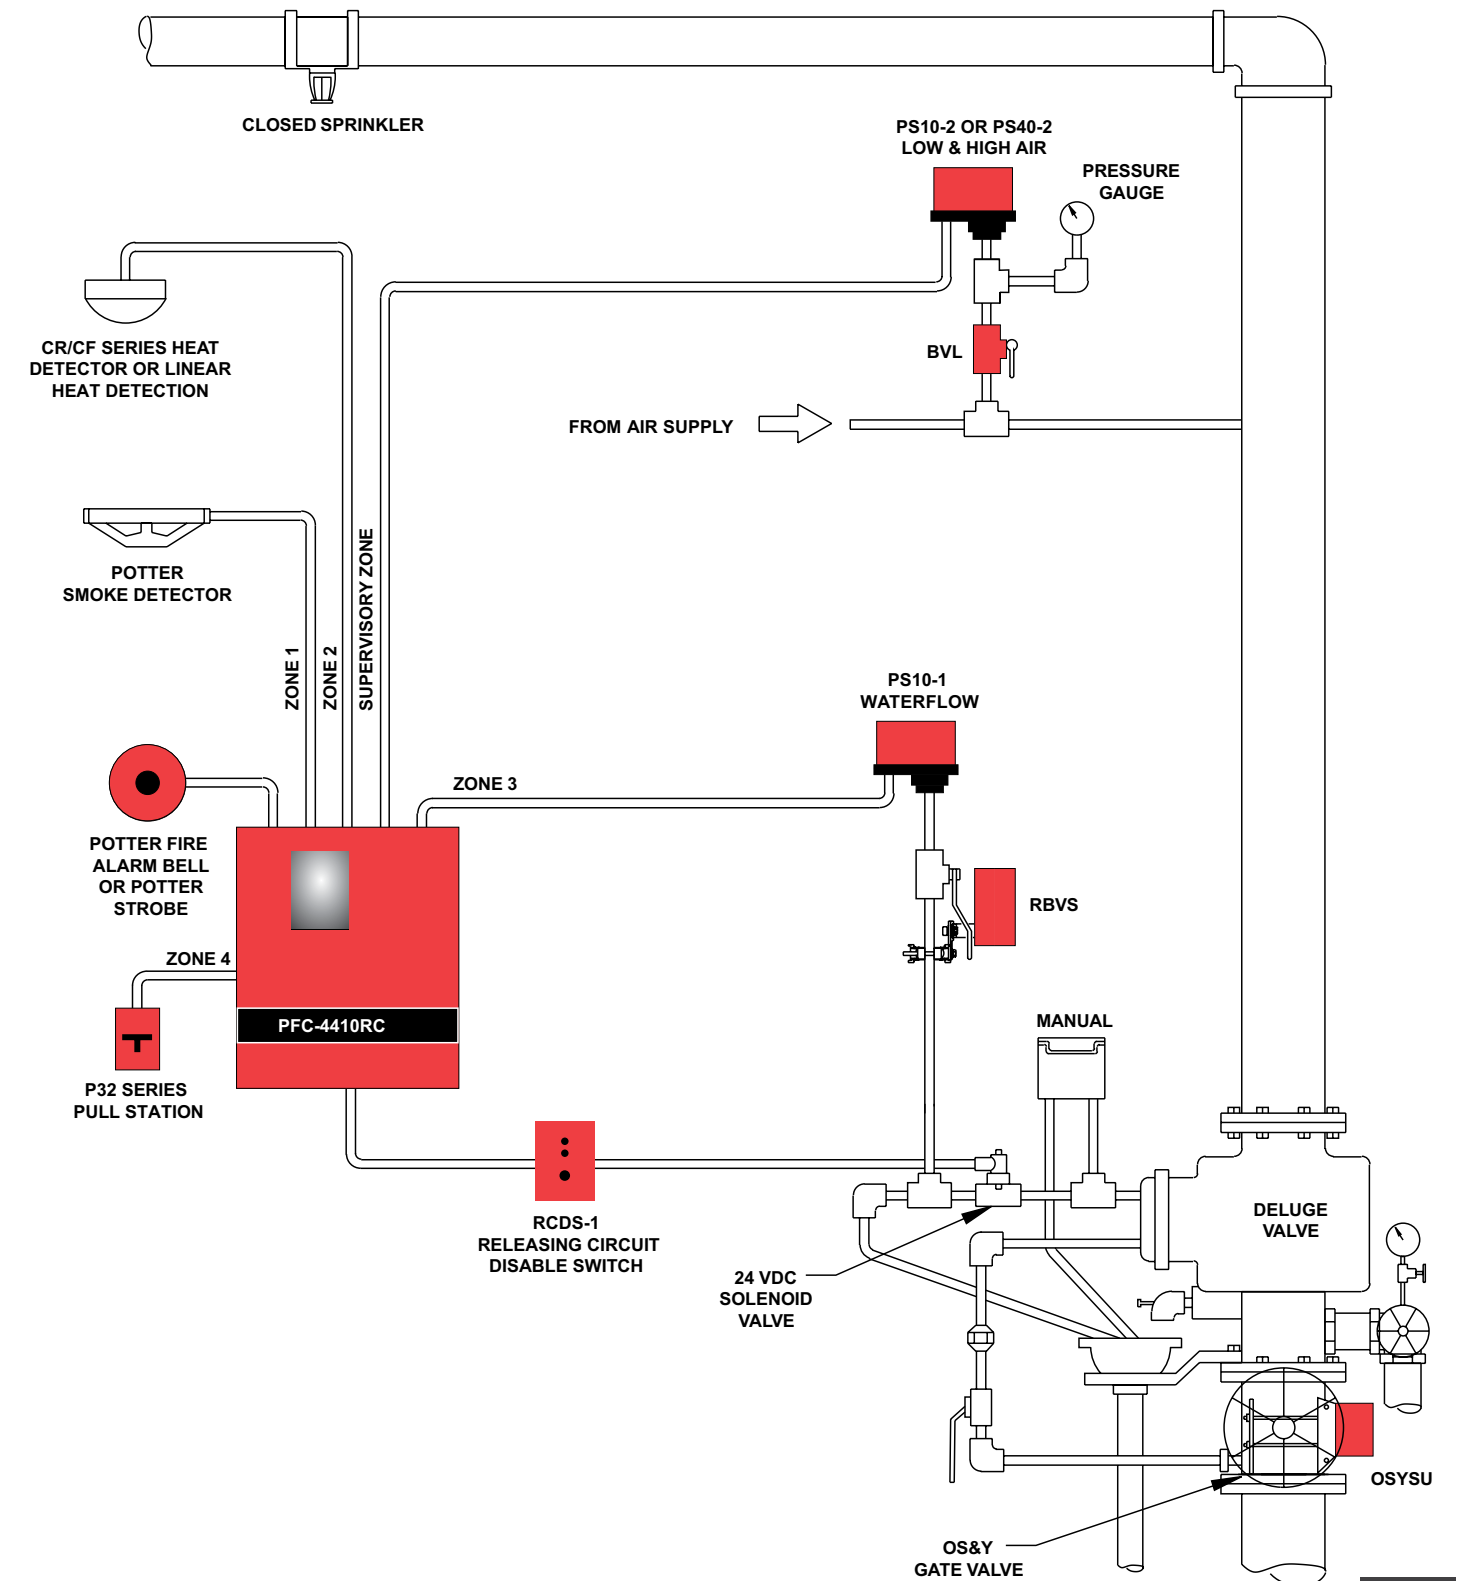 CLOSED SPRINKLER
PS10-2 OR PS40-2
LOW & HIGH AIR
PRESSURE
GAUGE
CR/CF SERIES HEAT
DETECTOR OR LINEAR
HEAT DETECTION
BVL
FROM AIR SUPPLY
POTTER
SMOKE DETECTOR
ZONE 1
ZONE 2
SUPERVISORY ZONE
PS10-1
WATERFLOW
ZONE 3
POTTER FIRE
ALARM BELL
OR POTTER
STROBE
RBVS
ZONE 4
PFC-4410RC
MANUAL
P32 SERIES
PULL STATION
RCDS-1
RELEASING CIRCUIT
DISABLE SWITCH
DELUGE
VALVE
24 VDC
SOLENOID
VALVE
OSYSU
OS&Y
GATE VALVE